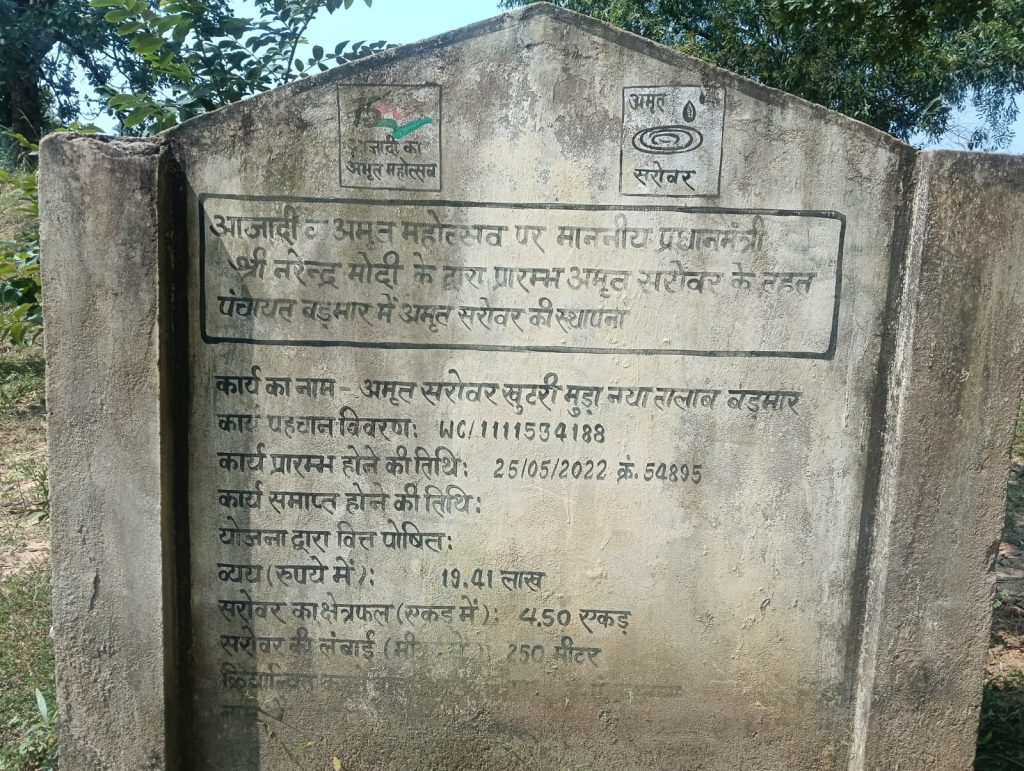 75
अमृत
जादी का
अमृत महोत्सव
सरोवर
आजादी अमृत महोत्सव पर माननीय प्रधानमंत्री
श्री नरेन्द्र मोदी के द्वारा प्रारम्भ अमृत सरोवर के तहत
पंचायत बड़मार में अमृत सरोवर की स्थापना
कार्य का नाम - अमृत सरोवर खुटरी मुड़ा नया तालाब बड़मार
कार्य पहचान विवरण: WC/1111534188
कार्य प्रारम्भ होने की तिथि: 25/05/2022 क्रं. 54895
कार्य समाप्त होने की तिथि:
योजना द्वारा वित्त पोषित:
व्यय (रुपये में): 19.41 लाख
सरोवर का क्षेत्रफल (एकड़ में): 4.50 एकड़
सरोवर की लंबाई 250 मीटर